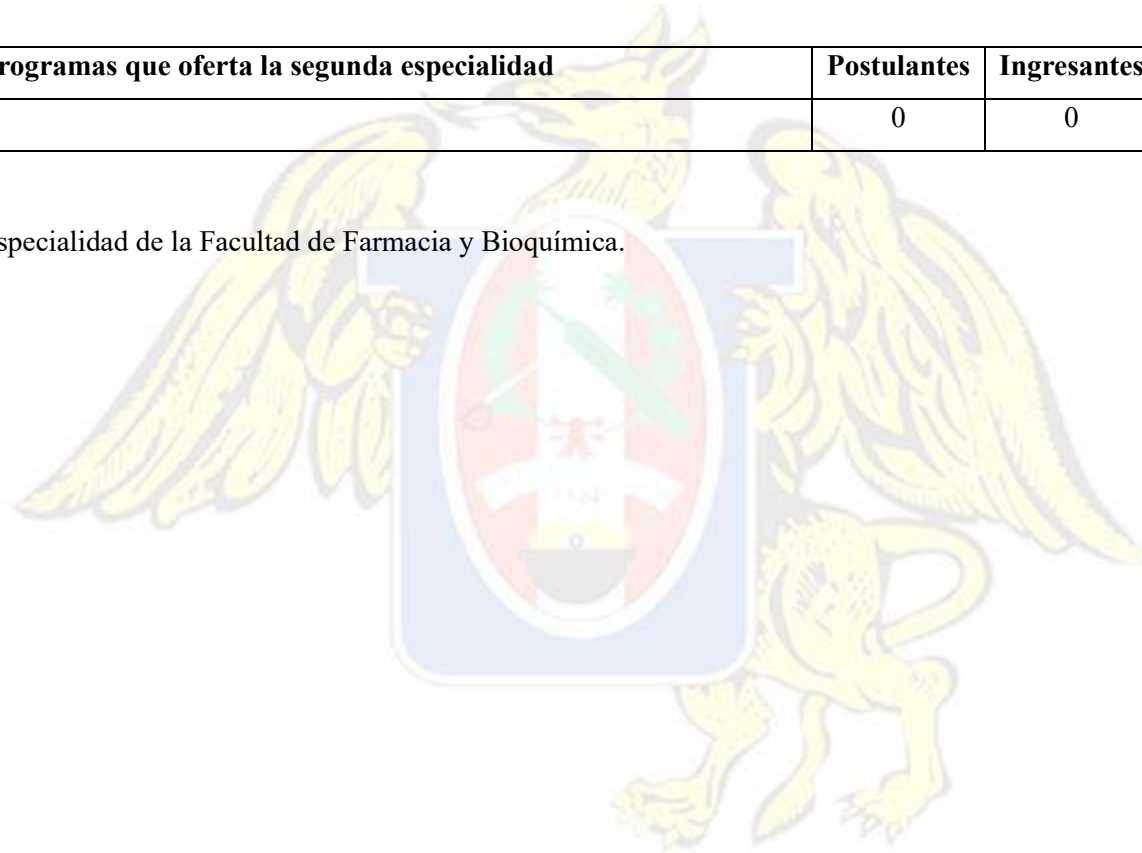 rogramas que oferta la segunda especialidad Postulantes Ingresantes
0 0
specialidad de la Facultad de Farmacia y Bioquímica.